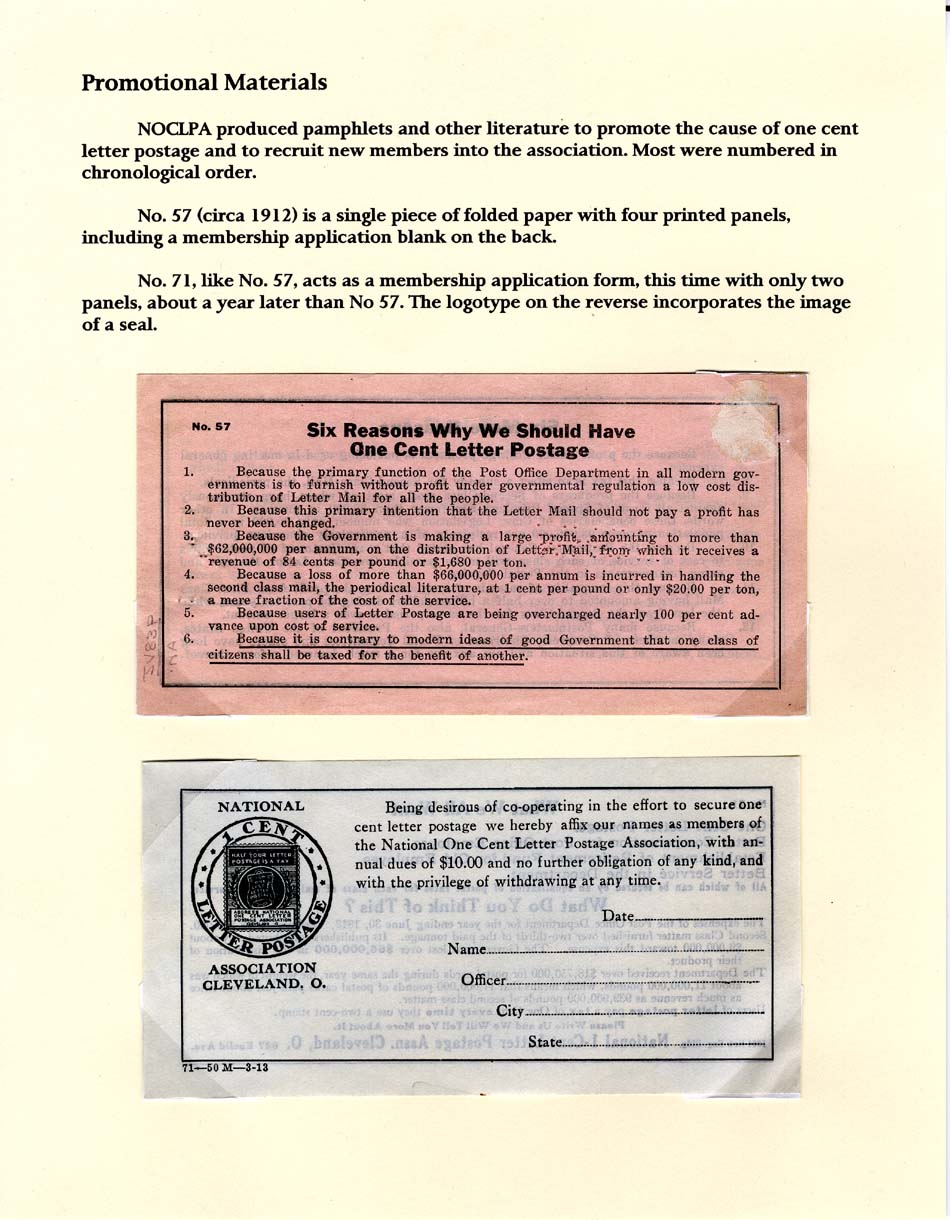 Promotional Materials
NOCLPA produced pamphlets and other literature to promote the cause of one cent
letter postage and to recruit new members into the association. Most were numbered in
chronological order.
No. 57 (circa 1912) is a single piece of folded paper with four printed panels,
including a membership application blank on the back.
No. 71, like No. 57, acts as a membership application form, this time with only two
panels, about a year later than No 57. The logotype on the reverse incorporates the image
of a seal.
No. 57
Six Reasons Why We Should Have
One Cent Letter Postage
1. Because the primary function of the Post Office Department in all modern gov-
ernments is to furnish without profit under governmental regulation a low cost dis-
tribution of Letter Mail for all the people.
2. Because this primary intention that the Letter Mail should not pay a profit has
never been changed.
3. Because the Government is making a large profit, amounting to more than
$62,000,000 per annum, on the distribution of Letter Mail, from which it receives a
revenue of 84 cents per pound or $1,680 per ton.
4. Because a loss of more than $66,000,000 per annum is incurred in handling the
second class mail, the periodical literature, at 1 cent per pound or only $20.00 per ton,
a mere fraction of the cost of the service.
5. Because users of Letter Postage are being overcharged nearly 100 per cent ad-
vance upon cost of service.
6. Because it is contrary to modern ideas of good Government that one class of
citizens shall be taxed for the benefit of another.
NATIONAL
1 CENT
HALF YOUR LETTER
POSTAGE IS A TAX
ADDRESS NATIONAL
ONE CENT LETTER
POSTAGE ASSOCIATION
LETTER POSTAGE
ASSOCIATION
CLEVELAND, O.
Being desirous of co-operating in the effort to secure one
cent letter postage we hereby affix our names as members of
the National One Cent Letter Postage Association, with an-
nual dues of $10.00 and no further obligation of any kind, and
with the privilege of withdrawing at any time.
Date
Name
Officer
City
State
71—50 M—3-13